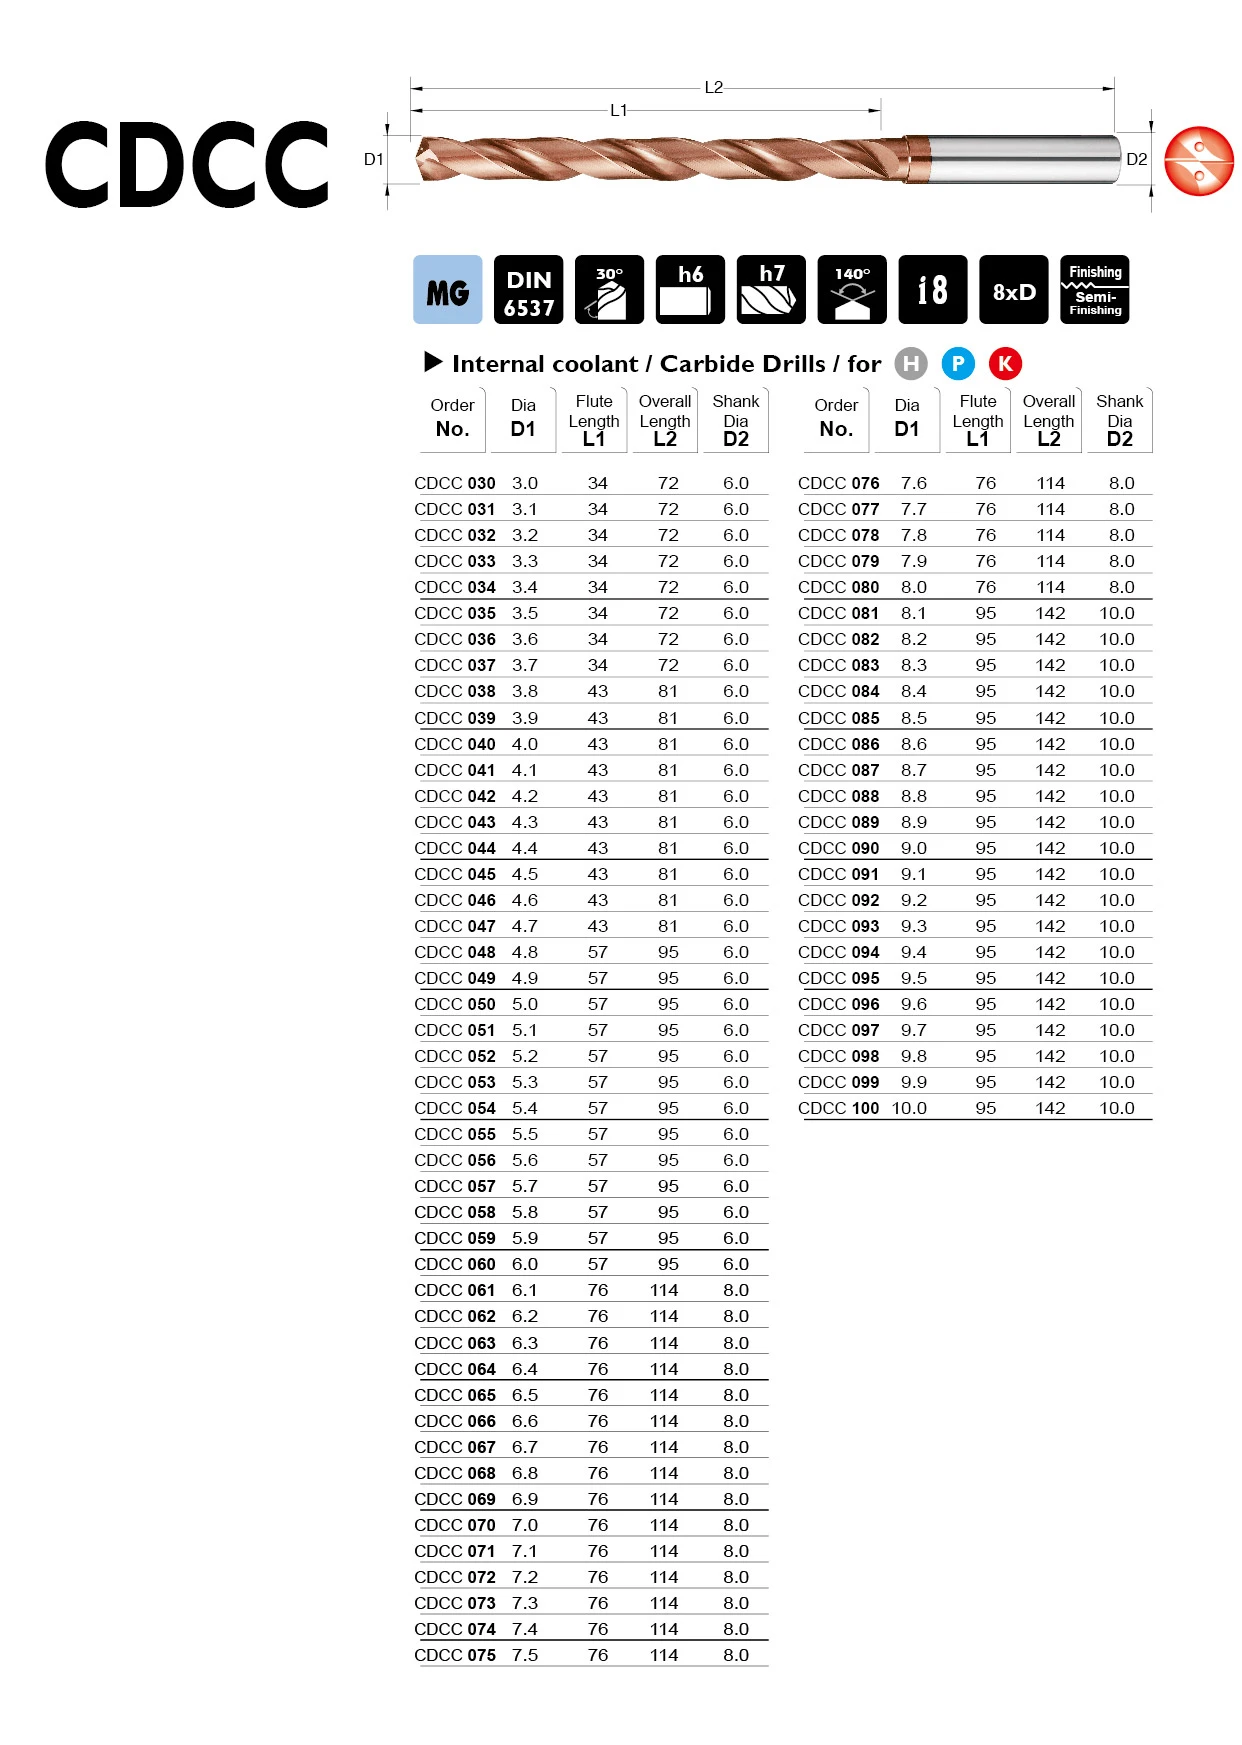 L2
L1
CDCC
D1
D2
MG
DIN
6537
30°
h6
h7
140°
i8
8xD
Finishing
Semi-
Finishing
▶ Internal coolant / Carbide Drills / for H P K
Order No. Dia D1 Flute Length L1 Overall Length L2 Shank Dia D2
CDCC 030 3.0 34 72 6.0
CDCC 031 3.1 34 72 6.0
CDCC 032 3.2 34 72 6.0
CDCC 033 3.3 34 72 6.0
CDCC 034 3.4 34 72 6.0
CDCC 035 3.5 34 72 6.0
CDCC 036 3.6 34 72 6.0
CDCC 037 3.7 34 72 6.0
CDCC 038 3.8 43 81 6.0
CDCC 039 3.9 43 81 6.0
CDCC 040 4.0 43 81 6.0
CDCC 041 4.1 43 81 6.0
CDCC 042 4.2 43 81 6.0
CDCC 043 4.3 43 81 6.0
CDCC 044 4.4 43 81 6.0
CDCC 045 4.5 43 81 6.0
CDCC 046 4.6 43 81 6.0
CDCC 047 4.7 43 81 6.0
CDCC 048 4.8 57 95 6.0
CDCC 049 4.9 57 95 6.0
CDCC 050 5.0 57 95 6.0
CDCC 051 5.1 57 95 6.0
CDCC 052 5.2 57 95 6.0
CDCC 053 5.3 57 95 6.0
CDCC 054 5.4 57 95 6.0
CDCC 055 5.5 57 95 6.0
CDCC 056 5.6 57 95 6.0
CDCC 057 5.7 57 95 6.0
CDCC 058 5.8 57 95 6.0
CDCC 059 5.9 57 95 6.0
CDCC 060 6.0 57 95 6.0
CDCC 061 6.1 76 114 8.0
CDCC 062 6.2 76 114 8.0
CDCC 063 6.3 76 114 8.0
CDCC 064 6.4 76 114 8.0
CDCC 065 6.5 76 114 8.0
CDCC 066 6.6 76 114 8.0
CDCC 067 6.7 76 114 8.0
CDCC 068 6.8 76 114 8.0
CDCC 069 6.9 76 114 8.0
CDCC 070 7.0 76 114 8.0
CDCC 071 7.1 76 114 8.0
CDCC 072 7.2 76 114 8.0
CDCC 073 7.3 76 114 8.0
CDCC 074 7.4 76 114 8.0
CDCC 075 7.5 76 114 8.0
Order No. Dia D1 Flute Length L1 Overall Length L2 Shank Dia D2
CDCC 076 7.6 76 114 8.0
CDCC 077 7.7 76 114 8.0
CDCC 078 7.8 76 114 8.0
CDCC 079 7.9 76 114 8.0
CDCC 080 8.0 76 114 8.0
CDCC 081 8.1 95 142 10.0
CDCC 082 8.2 95 142 10.0
CDCC 083 8.3 95 142 10.0
CDCC 084 8.4 95 142 10.0
CDCC 085 8.5 95 142 10.0
CDCC 086 8.6 95 142 10.0
CDCC 087 8.7 95 142 10.0
CDCC 088 8.8 95 142 10.0
CDCC 089 8.9 95 142 10.0
CDCC 090 9.0 95 142 10.0
CDCC 091 9.1 95 142 10.0
CDCC 092 9.2 95 142 10.0
CDCC 093 9.3 95 142 10.0
CDCC 094 9.4 95 142 10.0
CDCC 095 9.5 95 142 10.0
CDCC 096 9.6 95 142 10.0
CDCC 097 9.7 95 142 10.0
CDCC 098 9.8 95 142 10.0
CDCC 099 9.9 95 142 10.0
CDCC 100 10.0 95 142 10.0